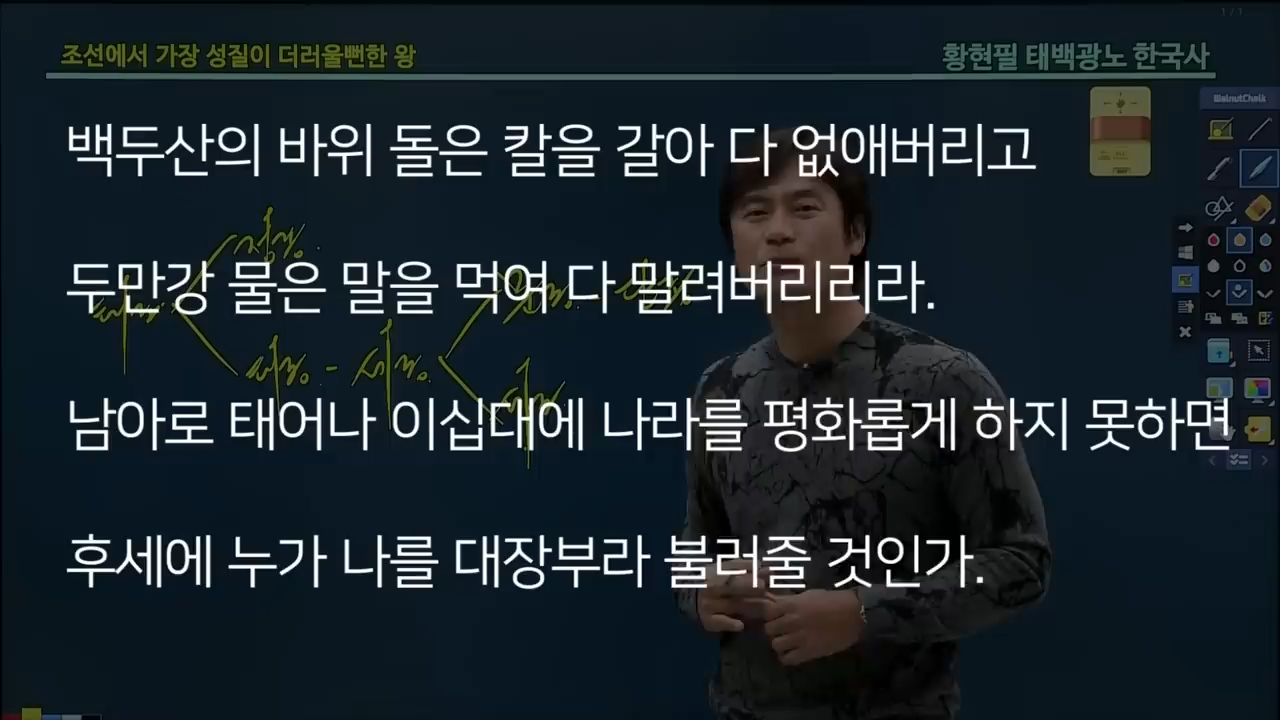 1 / 1
조선에서 가장 성질이 더러울뻔한 왕
황현필 태백광노 한국사
WalnutChalk
백두산의 바위 돌은 칼을 갈아 다 없애버리고
두만강 물은 말을 먹여 다 말려버리리라.
남아로 태어나 이십대에 나라를 평화롭게 하지 못하면
후세에 누가 나를 대장부라 불러줄 것인가.